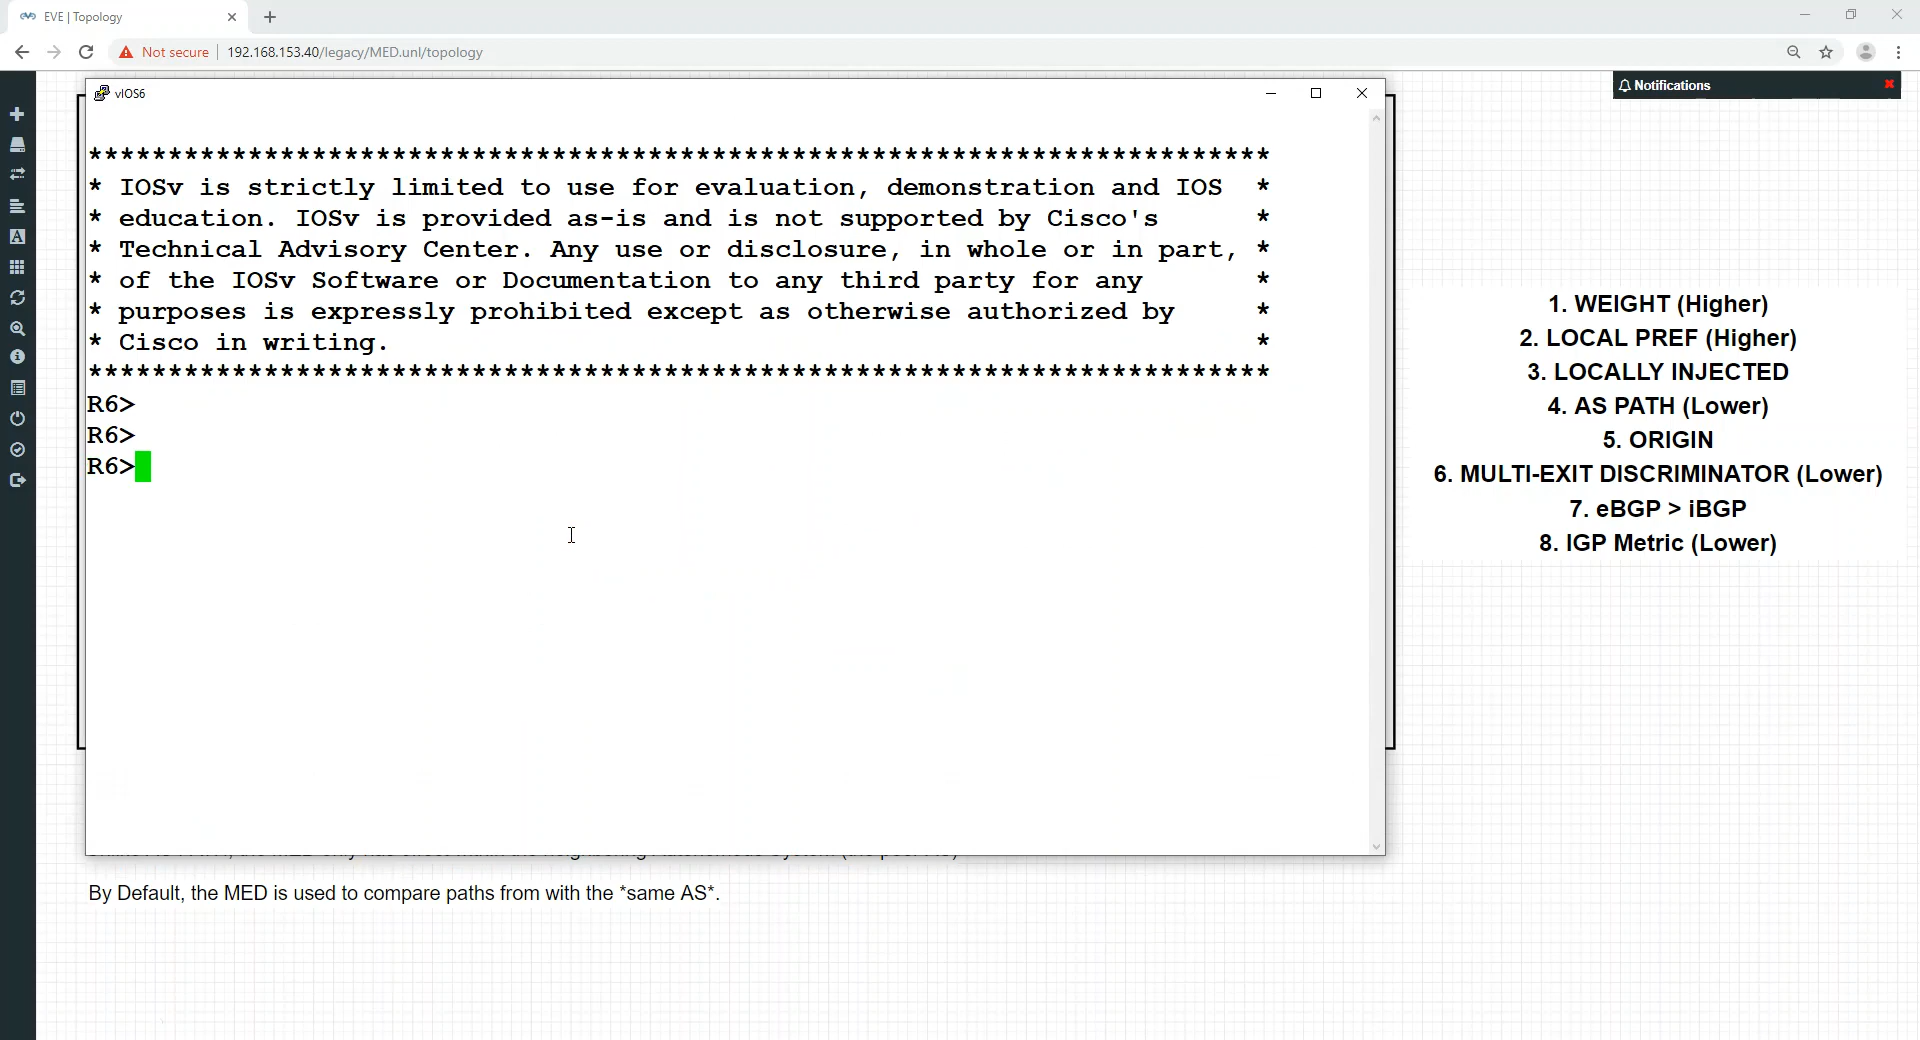 EVE | Topology
Not secure
192.168.153.40/legacy/MED.unl/topology
Notifications
vIOS6
**************************************************************************
* IOSv is strictly limited to use for evaluation, demonstration and IOS *
* education. IOSv is provided as-is and is not supported by Cisco's *
* Technical Advisory Center. Any use or disclosure, in whole or in part, *
* of the IOSv Software or Documentation to any third party for any *
* purposes is expressly prohibited except as otherwise authorized by *
* Cisco in writing. *
**************************************************************************
R6>
R6>
R6>
1. WEIGHT (Higher)
2. LOCAL PREF (Higher)
3. LOCALLY INJECTED
4. AS PATH (Lower)
5. ORIGIN
6. MULTI-EXIT DISCRIMINATOR (Lower)
7. eBGP > iBGP
8. IGP Metric (Lower)
By Default, the MED is used to compare paths from with the *same AS*.